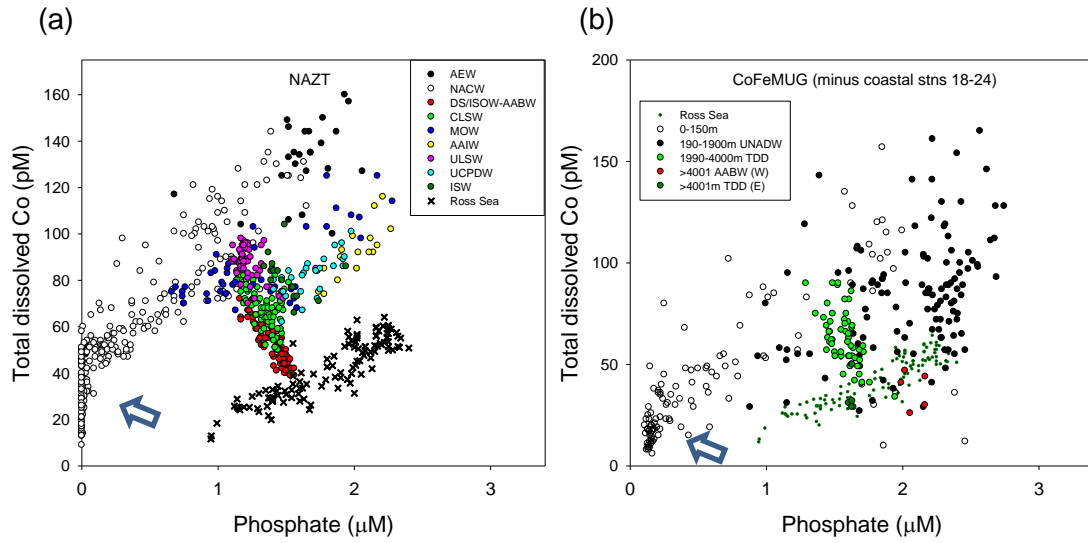 (a)
NAZT
AEW
NACW
DS/ISOW-AABW
CLSW
MOW
AAIW
ULSW
UCPDW
ISW
Ross Sea
Total dissolved Co (pM)
160
140
120
100
80
60
40
20
0
0 1 2 3
Phosphate (µM)
(b)
CoFeMUG (minus coastal stns 18-24)
Ross Sea
0-150m
190-1900m UNADW
1990-4000m TDD
>4001 AABW (W)
>4001m TDD (E)
Total dissolved Co (pM)
200
150
100
50
0
0 1 2 3
Phosphate (µM)